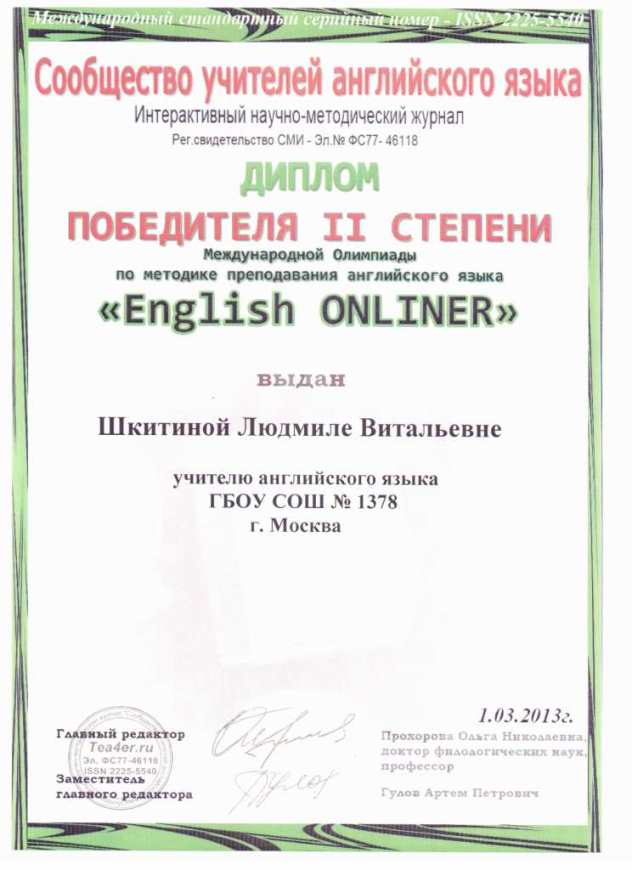 Международный стандартный серийный номер - ISSN 2225-5540
Сообщество учителей английского языка
Интерактивный научно-методический журнал
Рег.свидетельство СМИ - Эл.№ ФС77- 46118
ДИПЛОМ
ПОБЕДИТЕЛЯ II СТЕПЕНИ
Международной Олимпиады
по методике преподавания английского языка
«English ONLINER»
выдан
Шкитиной Людмиле Витальевне
учителю английского языка
ГБОУ СОШ № 1378
г. Москва
1.03.2013г.
Главный редактор
Tea4er.ru
Эл. ФС77-46118
ISSN 2225-5540
Прохорова Ольга Николаевна,
доктор филологических наук,
профессор
Заместитель
главного редактора
Гулов Артем Петрович